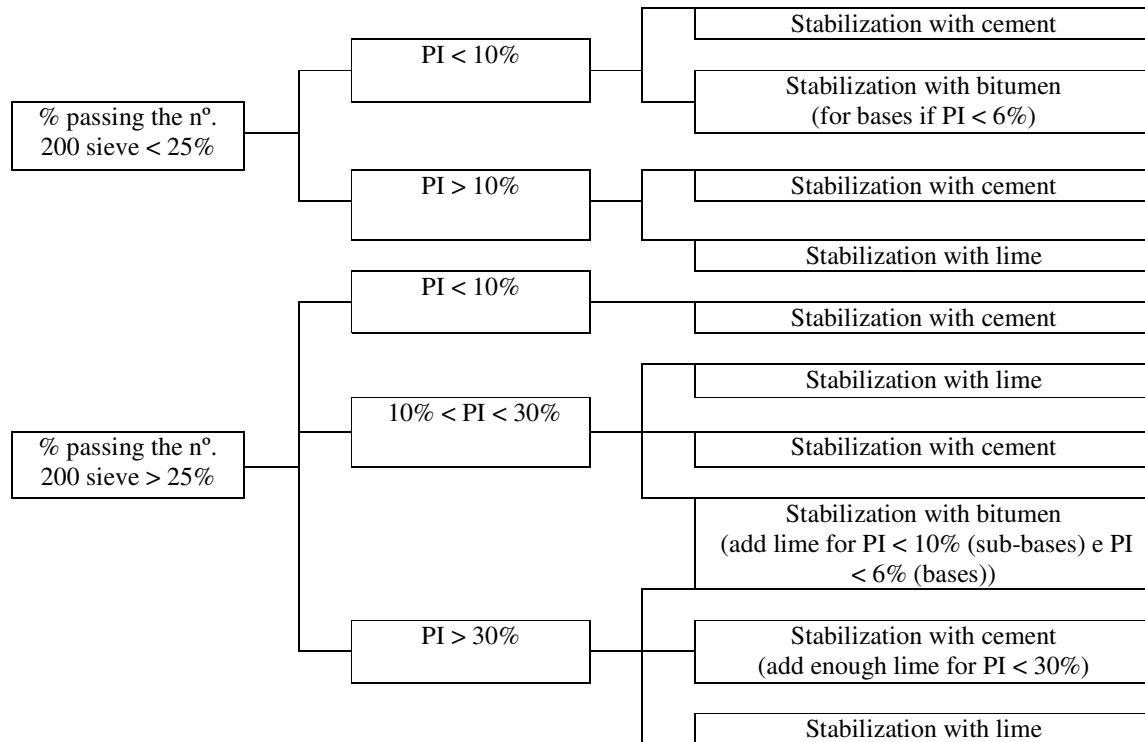 Stabilization with cement
PI < 10%
Stabilization with bitumen
(for bases if PI < 6%)
% passing the nº.
200 sieve < 25%
PI > 10%
Stabilization with cement
Stabilization with lime
PI < 10%
Stabilization with cement
Stabilization with lime
10% < PI < 30%
% passing the nº.
200 sieve > 25%
Stabilization with cement
Stabilization with bitumen
(add lime for PI < 10% (sub-bases) e PI
< 6% (bases))
PI > 30%
Stabilization with cement
(add enough lime for PI < 30%)
Stabilization with lime